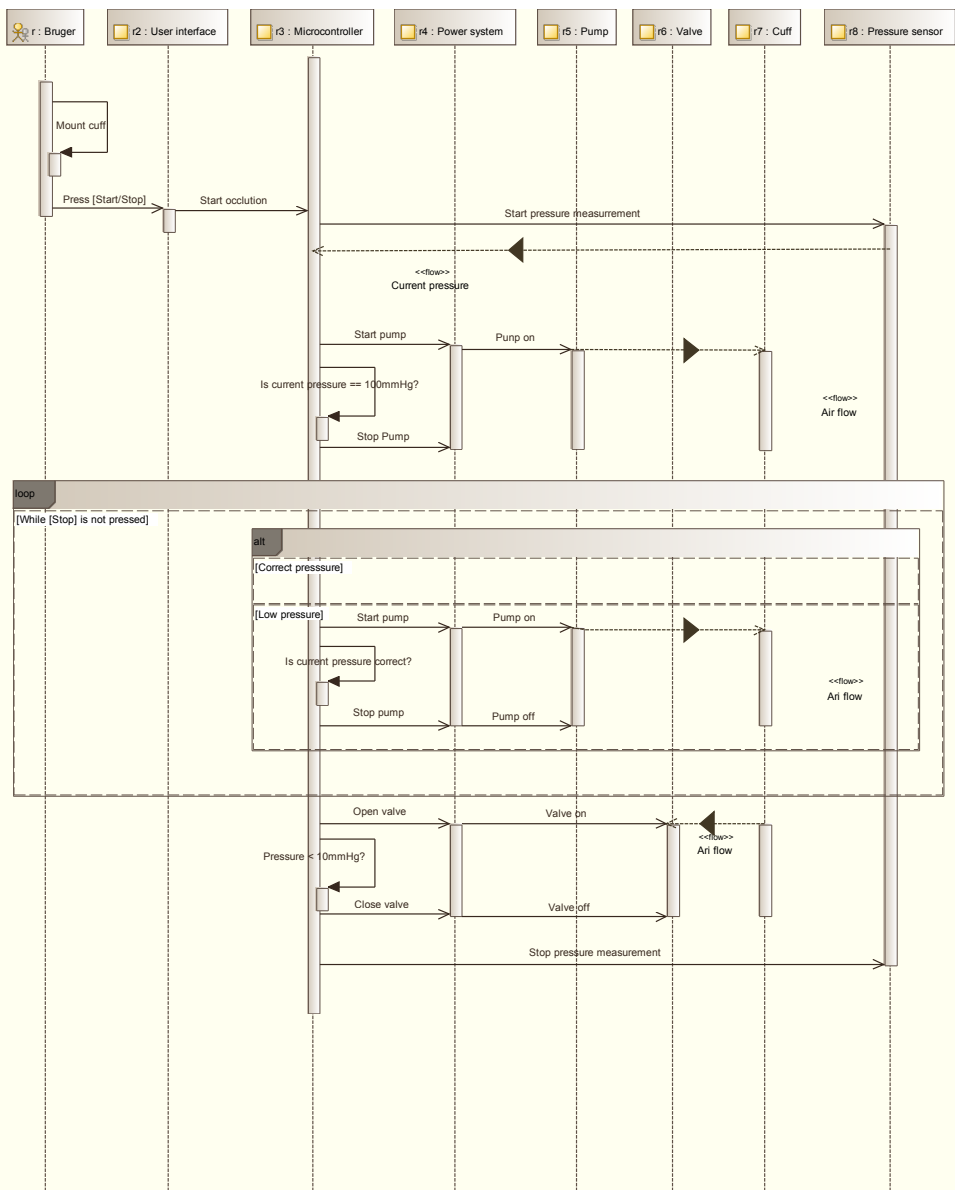 r : Bruger
r2 : User interface
r3 : Microcontroller
r4 : Power system
r5 : Pump
r6 : Valve
r7 : Cuff
r8 : Pressure sensor
Mount cuff
Press [Start/Stop]
Start occlution
Start pressure measurrement
<<flow>>
Current pressure
Start pump
Punp on
Is current pressure == 100mmHg?
<<flow>>
Air flow
Stop Pump
loop
[While [Stop] is not pressed]
alt
[Correct presssure]
[Low pressure]
Start pump
Pump on
Is current pressure correct?
<<flow>>
Ari flow
Stop pump
Pump off
Open valve
Valve on
<<flow>>
Ari flow
Pressure < 10mmHg?
Close valve
Valve off
Stop pressure measurement